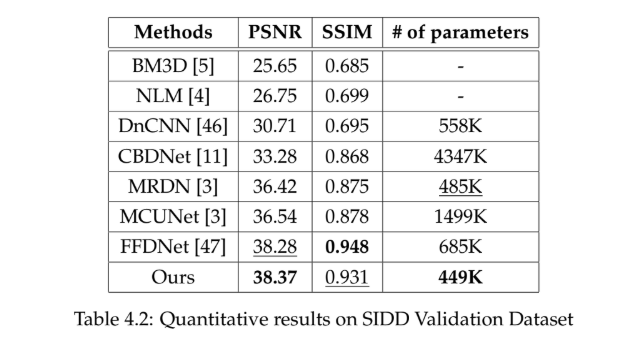 Methods PSNR SSIM # of parameters
BM3D [5] 25.65 0.685 -
NLM [4] 26.75 0.699 -
DnCNN [46] 30.71 0.695 558K
CBDNet [11] 33.28 0.868 4347K
MRDN [3] 36.42 0.875 485K
MCUNet [3] 36.54 0.878 1499K
FFDNet [47] 38.28 0.948 685K
Ours 38.37 0.931 449K
Table 4.2: Quantitative results on SIDD Validation Dataset